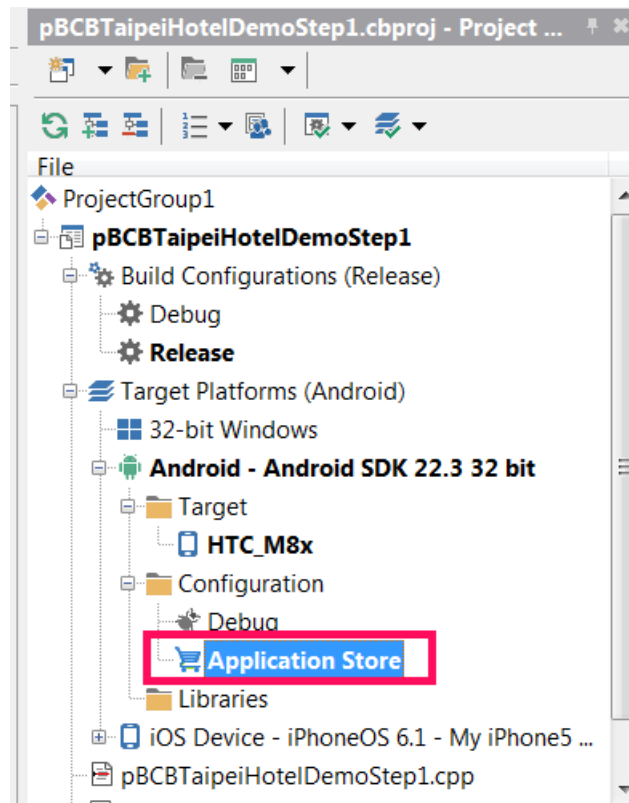 pBCBTaipeiHotelDemoStep1.cbproj - Project ...
File
ProjectGroup1
pBCBTaipeiHotelDemoStep1
Build Configurations (Release)
Debug
Release
Target Platforms (Android)
32-bit Windows
Android - Android SDK 22.3 32 bit
Target
HTC_M8x
Configuration
Debug
Application Store
Libraries
iOS Device - iPhoneOS 6.1 - My iPhone5 ...
pBCBTaipeiHotelDemoStep1.cpp